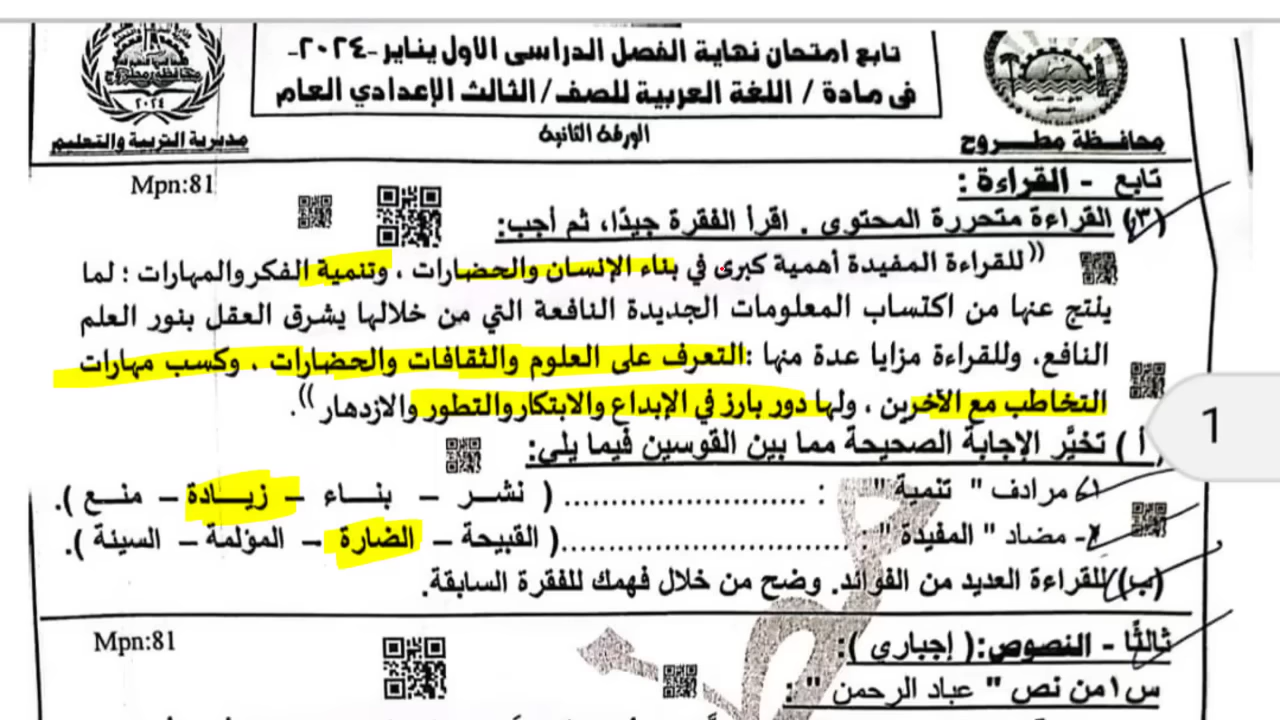 تابع امتحان نهاية الفصل الدراسى الاول يناير -٢٠٢٤-
فى مادة / اللغة العربية للصف/ الثالث الإعدادي العام
الورقة الثانية
محافظة مطروح
مديرية التربية والتعليم
٢٠٢٤
Mpn:81
تابع - القراءة :
(٣) القراءة متحررة المحتوى . اقرأ الفقرة جيدًا، ثم أجب:
(( للقراءة المفيدة أهمية كبرى في بناء الإنسان والحضارات ، وتنمية الفكر والمهارات ؛ لما
ينتج عنها من اكتساب المعلومات الجديدة النافعة التي من خلالها يشرق العقل بنور العلم
النافع، وللقراءة مزايا عدة منها :التعرف على العلوم والثقافات والحضارات ، وكسب مهارات
التخاطب مع الآخرين ، ولها دور بارز في الإبداع والابتكار والتطور والازدهار )).
أ ) تخيَّر الإجابة الصحيحة مما بين القوسين فيما يلي:
١- مرادف " تنمية " : .......................... ( نشر – بناء – زيادة – منع ).
٢- مضاد " المفيدة " :..............................( القبيحة – الضارة – المؤلمة – السيئة ).
(ب) للقراءة العديد من الفوائد. وضح من خلال فهمك للفقرة السابقة.
Mpn:81
ثالثًا - النصوص:( إجباري ):
س١من نص " عباد الرحمن " :
1